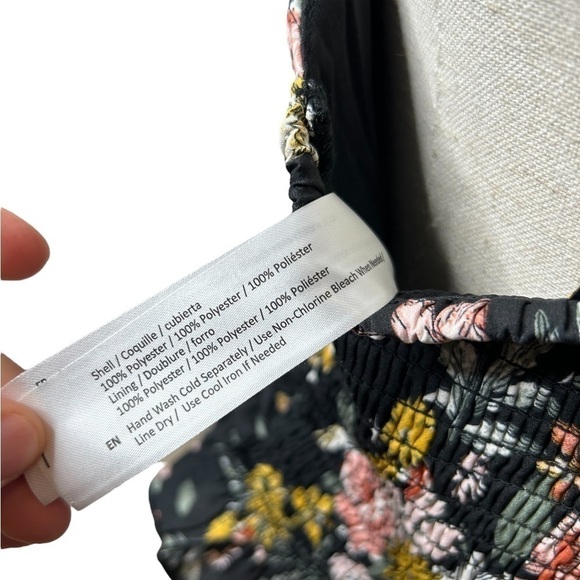 Shell / Coquille / cubierta
100% Polyester / 100% Polyester / 100% Poliéster
Lining / Doublure / forro
100% Polyester / 100% Polyester / 100% Poliéster
EN Hand Wash Cold Separately / Use Non-Chlorine Bleach When Needed /
Line Dry / Use Cool Iron If Needed